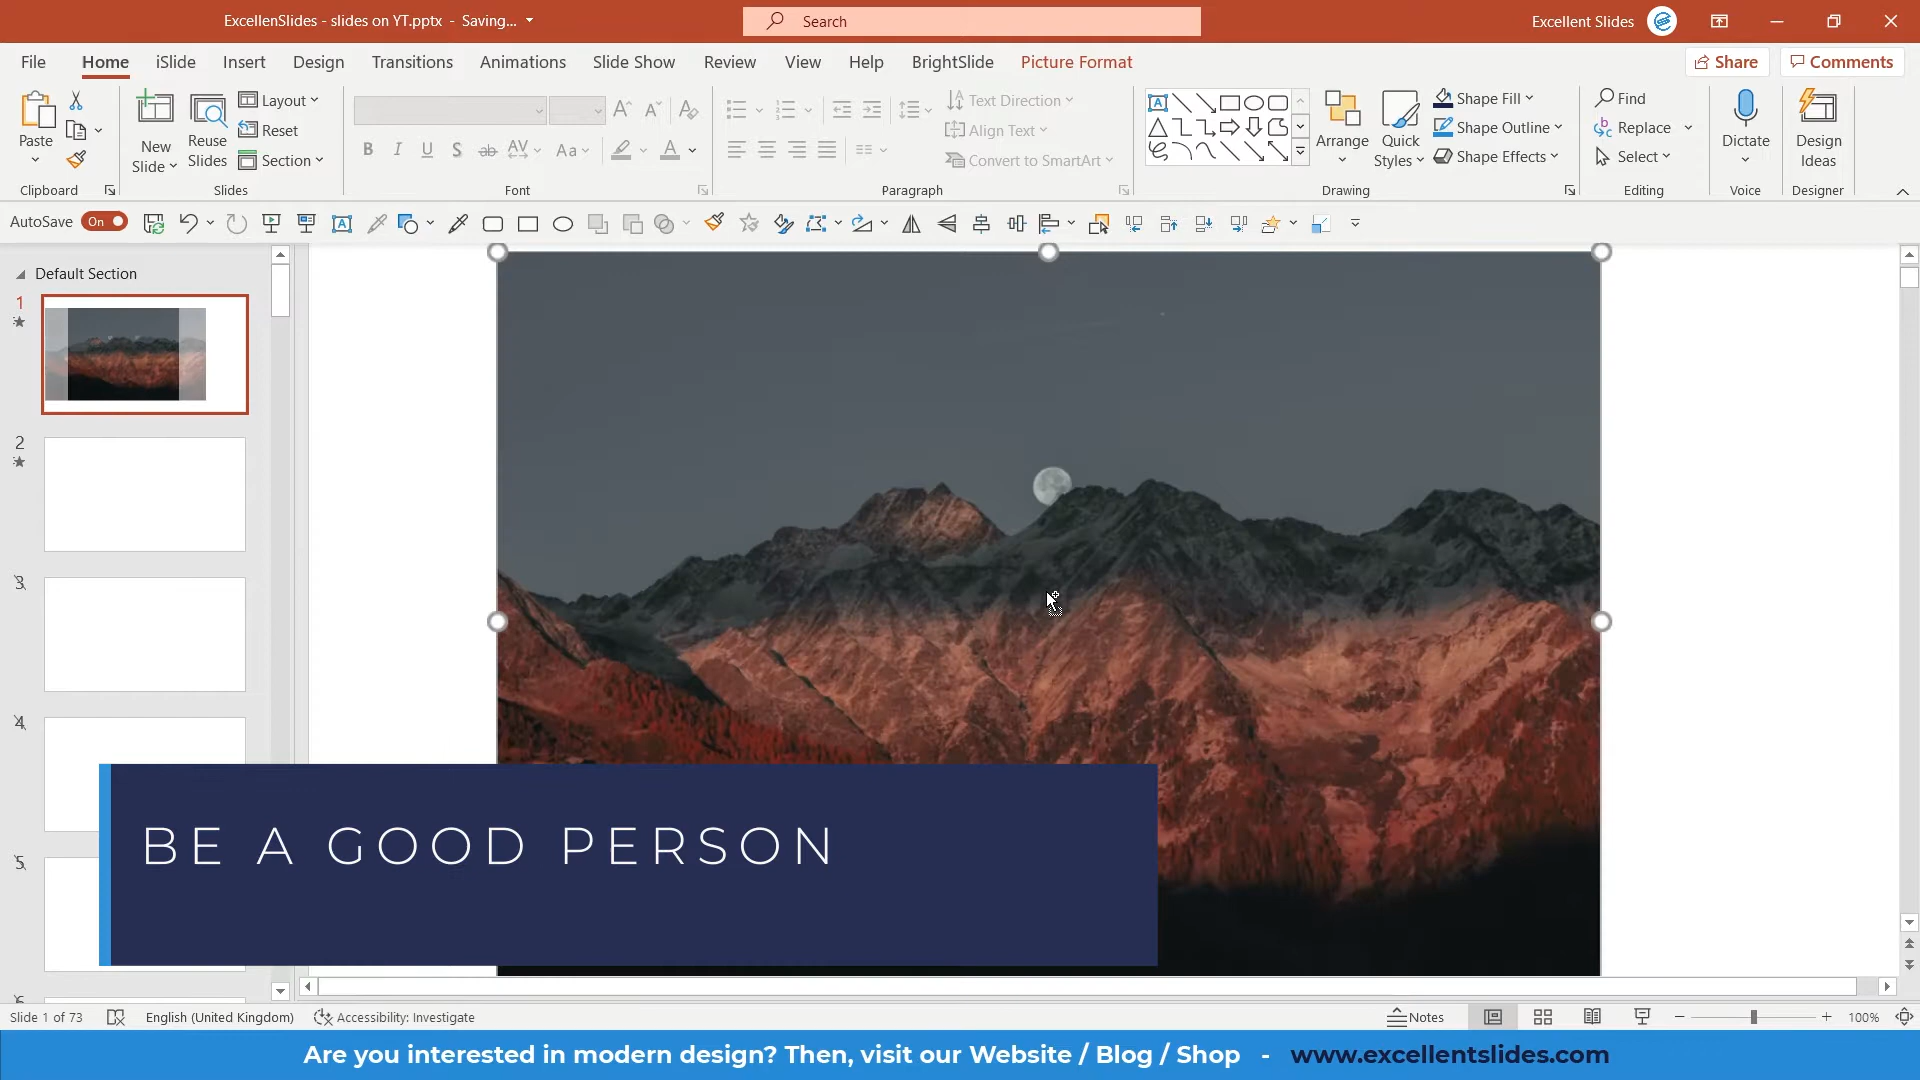 ExcellenSlides - slides on YT.pptx - Saving...
Search
Excellent Slides
File Home iSlide Insert Design Transitions Animations Slide Show Review View Help BrightSlide Picture Format
Share Comments
Paste
New Slide
Reuse Slides
Layout
Reset
Section
B I U S ab AV Aa A
Text Direction
Align Text
Convert to SmartArt
Arrange
Quick Styles
Shape Fill
Shape Outline
Shape Effects
Find
Replace
Select
Dictate
Design Ideas
Clipboard Slides Font Paragraph Drawing Editing Voice Designer
AutoSave On
Default Section
1
2
3
4
5
6
BE A GOOD PERSON
Slide 1 of 73 English (United Kingdom) Accessibility: Investigate Notes 100%
Are you interested in modern design? Then, visit our Website / Blog / Shop - www.excellentslides.com